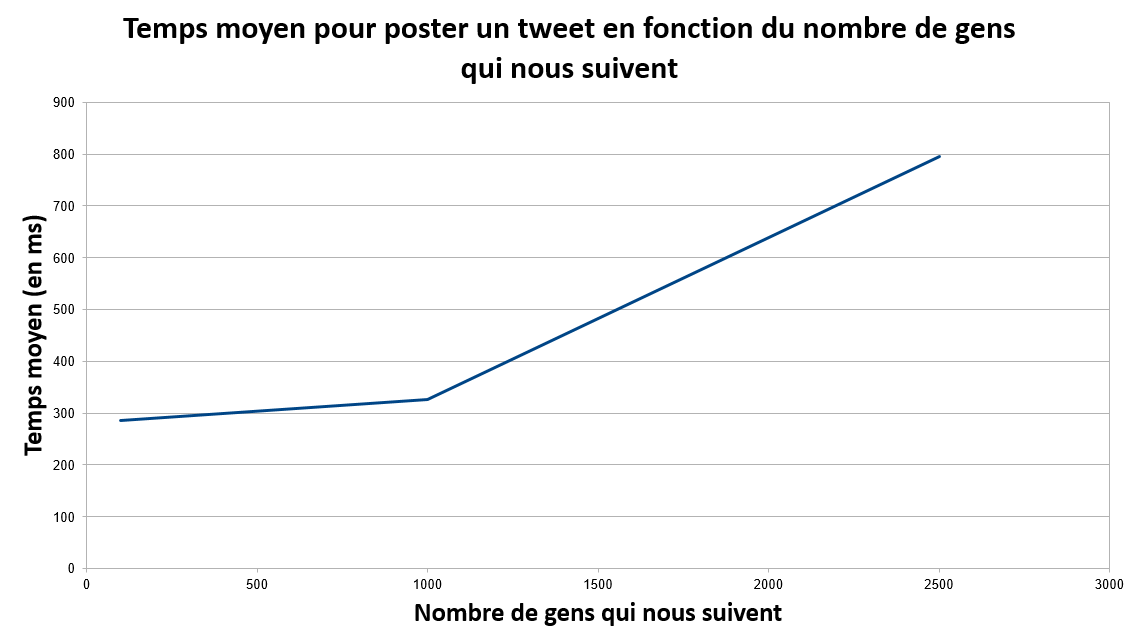 Temps moyen pour poster un tweet en fonction du nombre de gens
qui nous suivent
900
800
700
600
500
400
300
200
100
0
Temps moyen (en ms)
0 500 1000 1500 2000 2500 3000
Nombre de gens qui nous suivent